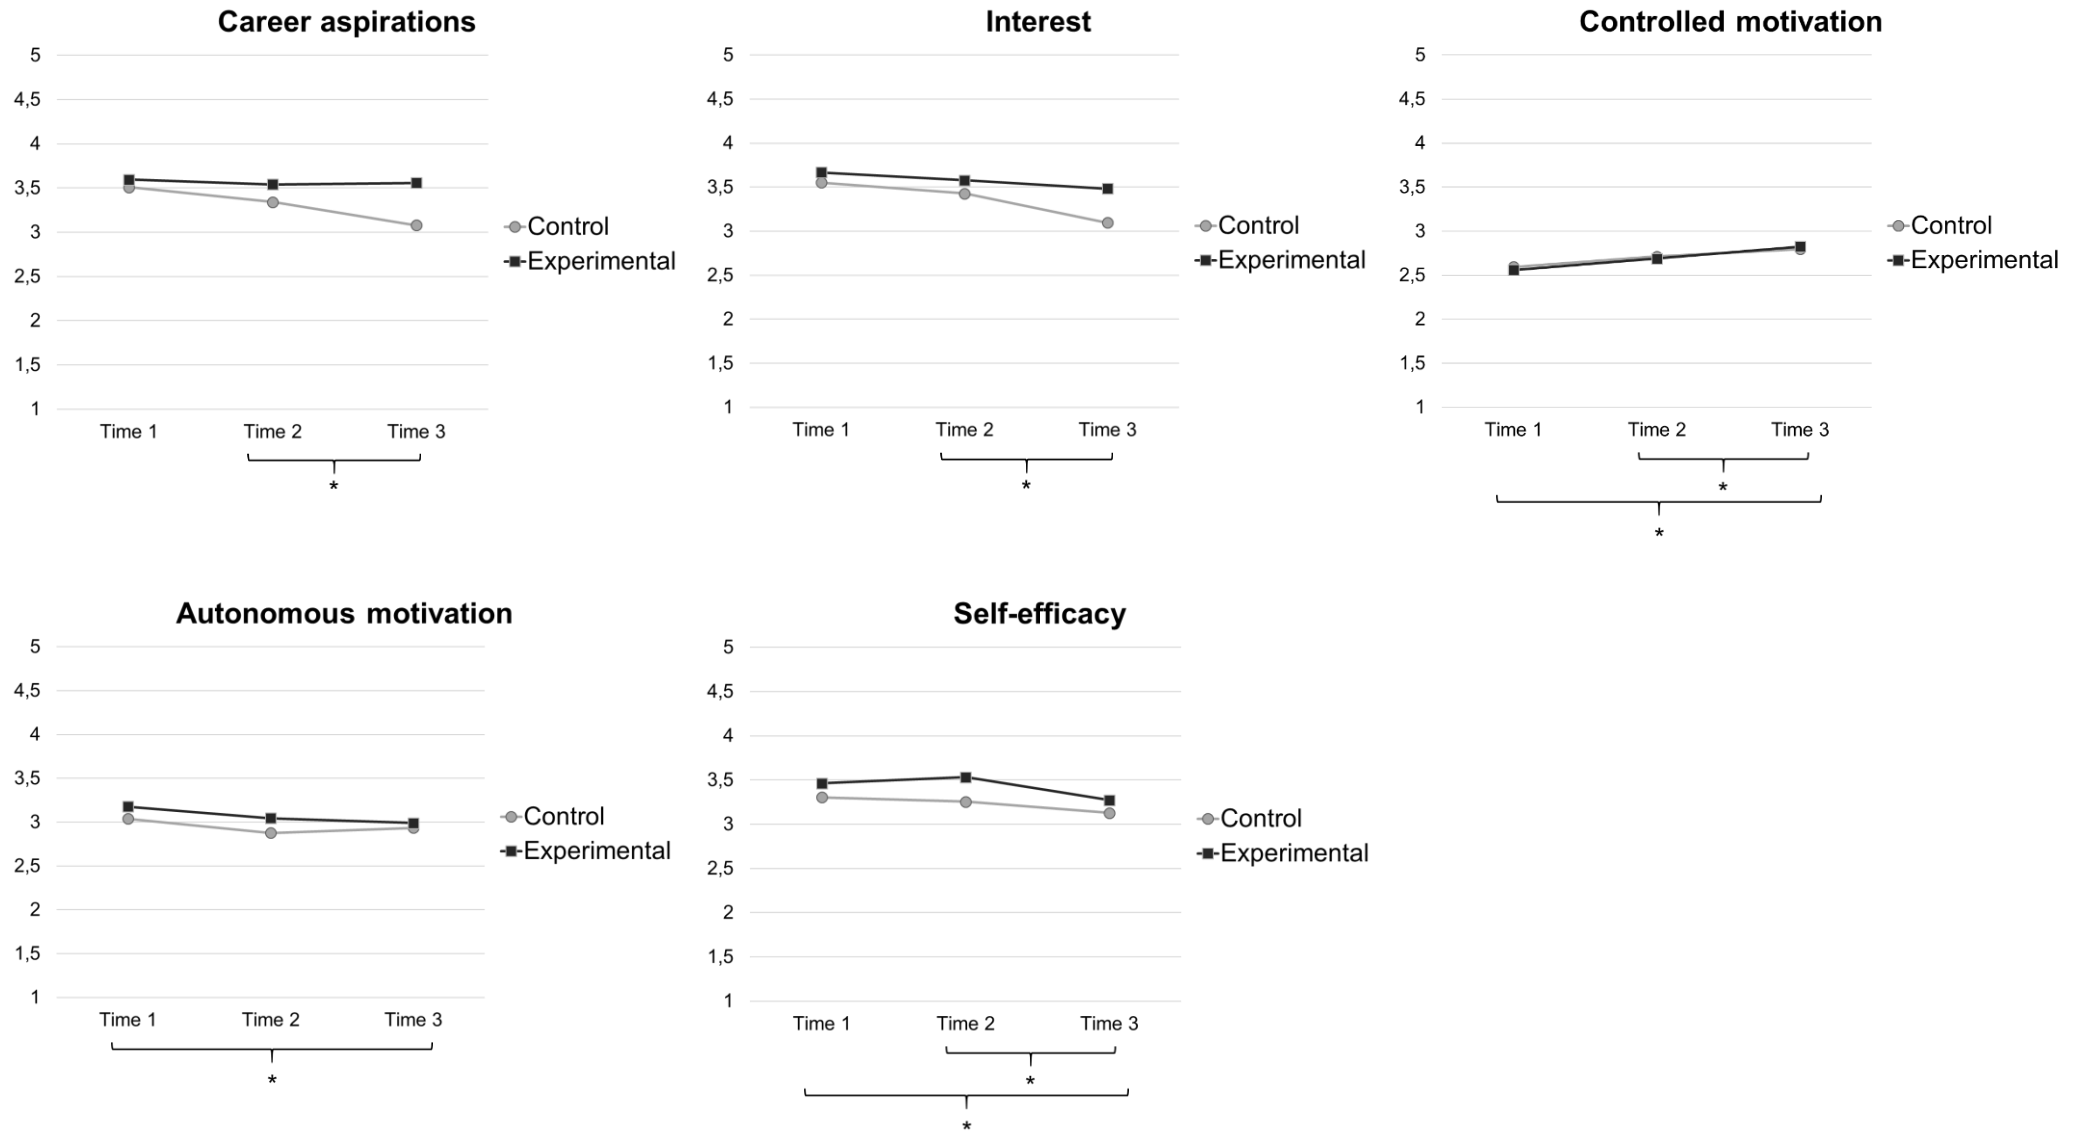 Career aspirations
5
4,5
4
3,5
3
2,5
2
1,5
1
Time 1 Time 2 Time 3
*
Control
Experimental
Interest
5
4,5
4
3,5
3
2,5
2
1,5
1
Time 1 Time 2 Time 3
*
Control
Experimental
Controlled motivation
5
4,5
4
3,5
3
2,5
2
1,5
1
Time 1 Time 2 Time 3
*
*
Control
Experimental
Autonomous motivation
5
4,5
4
3,5
3
2,5
2
1,5
1
Time 1 Time 2 Time 3
*
Control
Experimental
Self-efficacy
5
4,5
4
3,5
3
2,5
2
1,5
1
Time 1 Time 2 Time 3
*
*
Control
Experimental